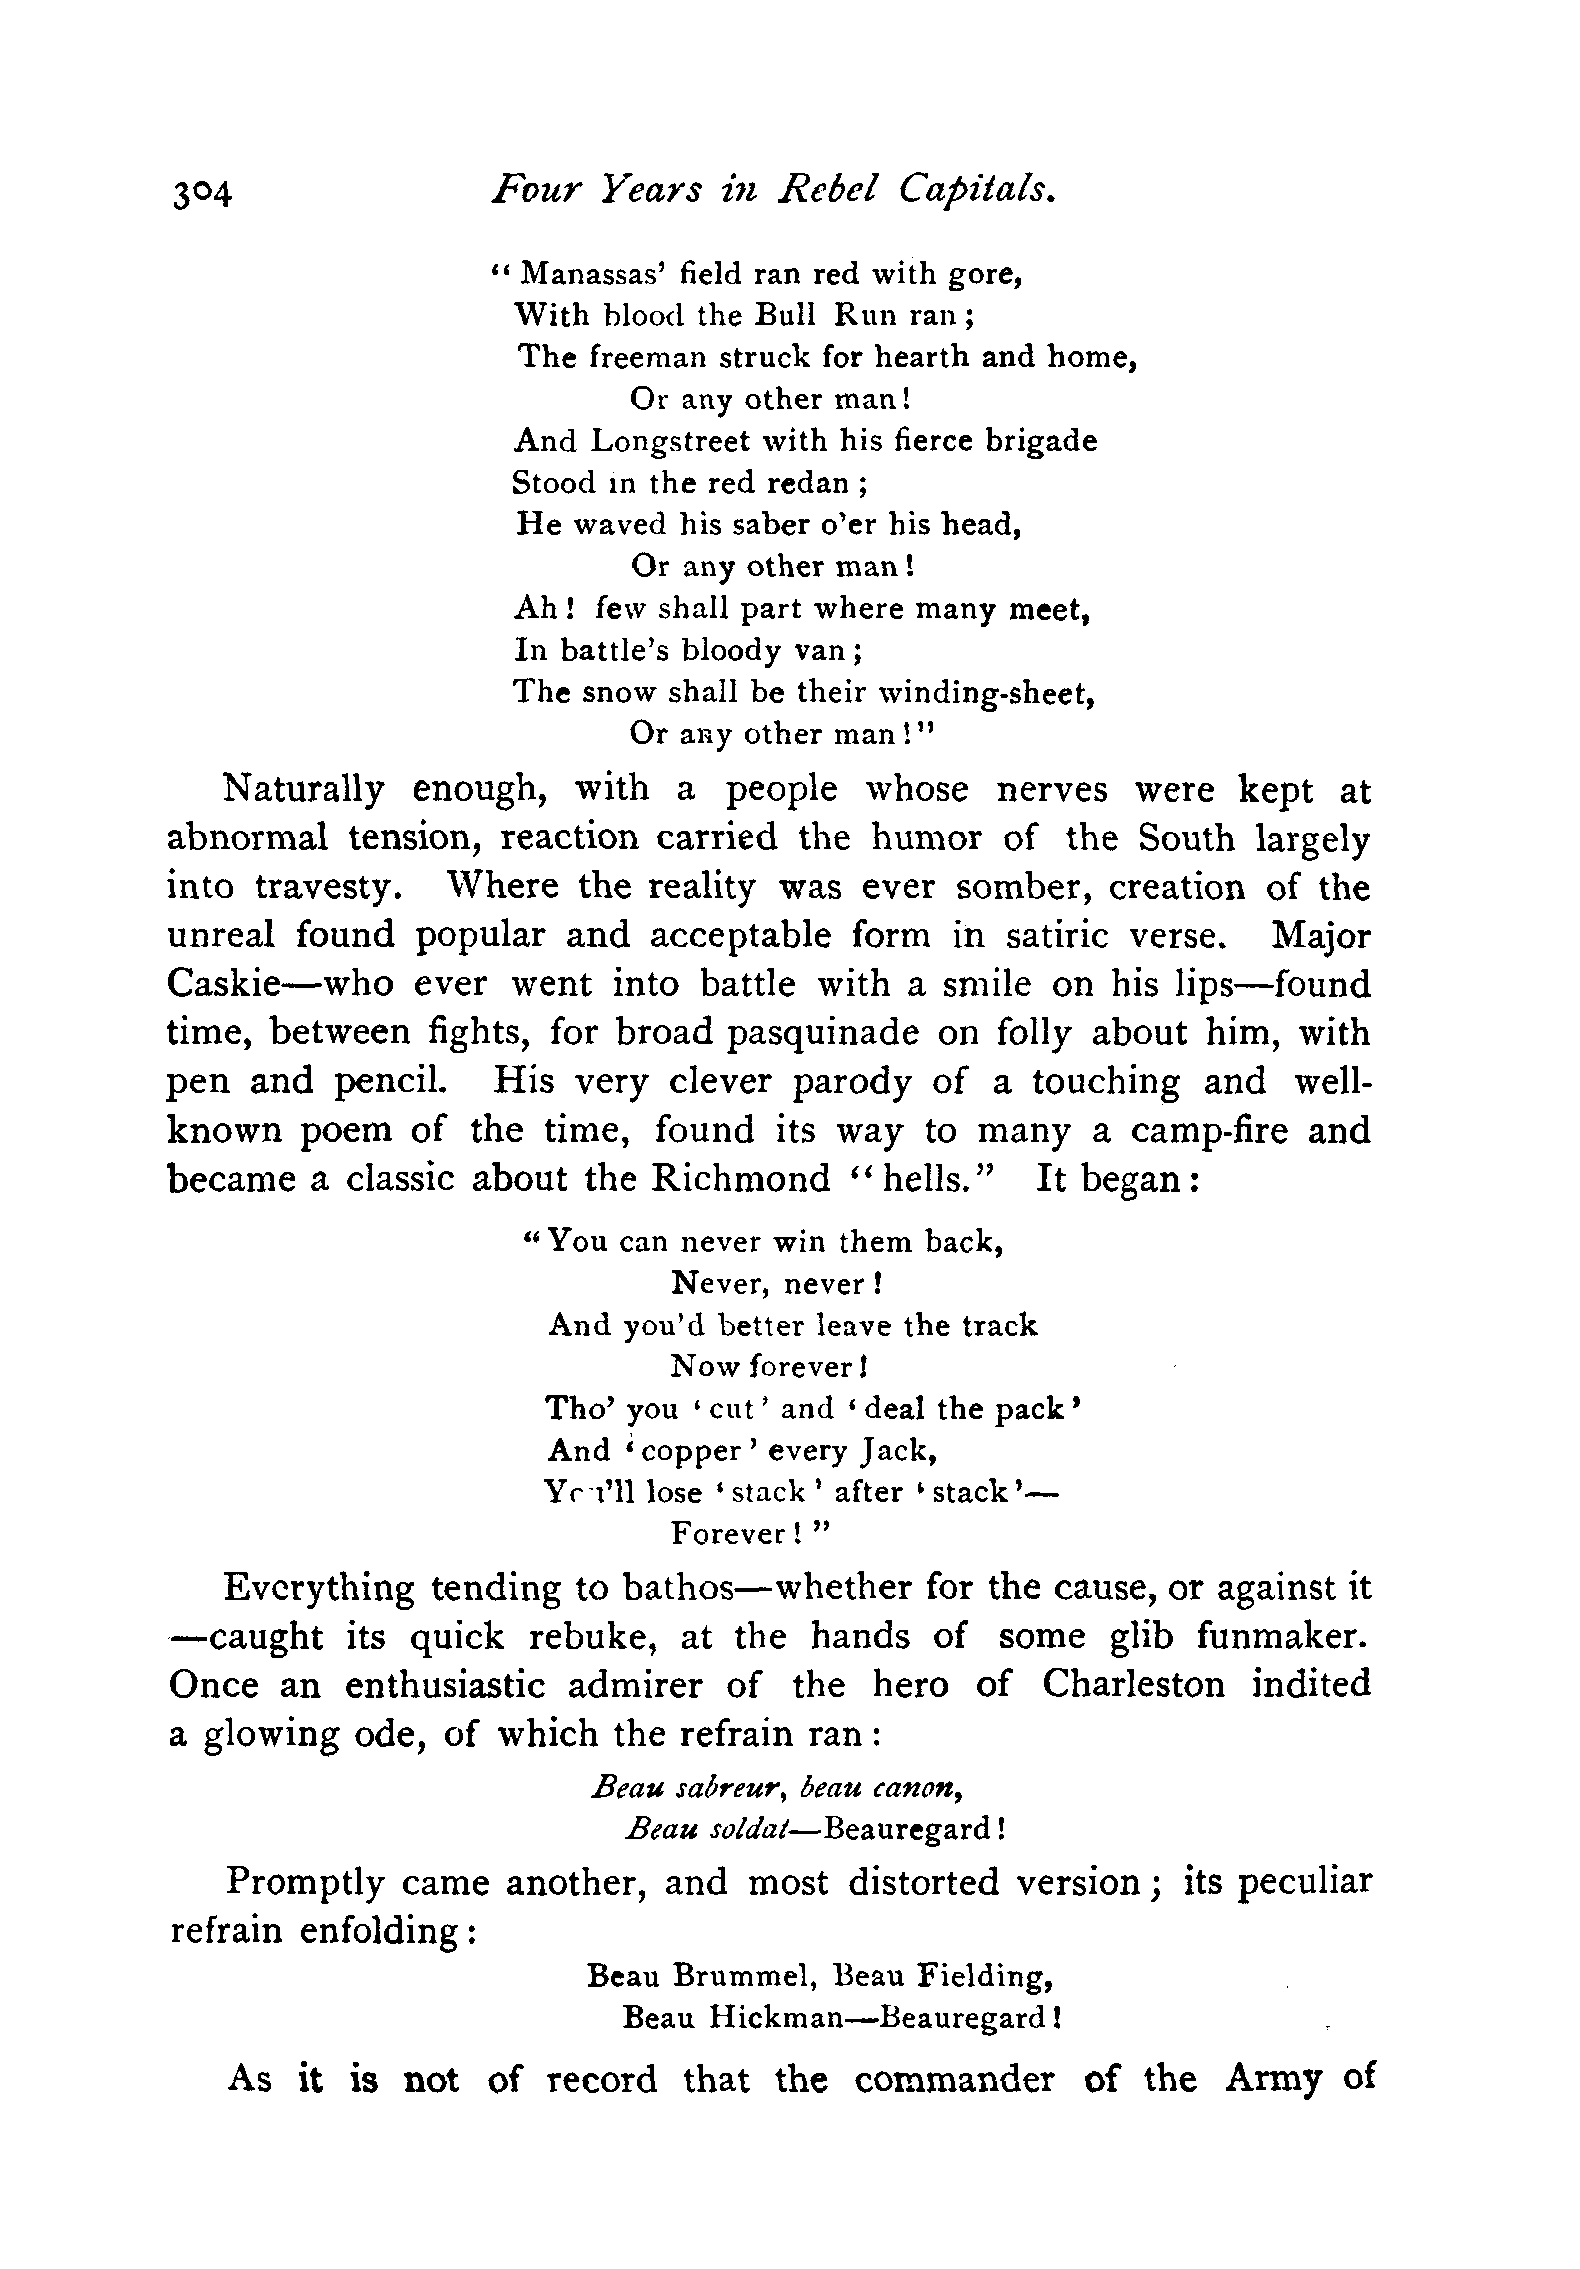 304 Four Years in Rebel Capitals.
“ Manassas’ field ran red with gore,
With blood the Bull Run ran ;
The freeman struck for hearth and home,
Or any other man !
And Longstreet with his fierce brigade
Stood in the red redan ;
He waved his saber o’er his head,
Or any other man !
Ah ! few shall part where many meet,
In battle’s bloody van ;
The snow shall be their winding-sheet,
Or any other man ! ”
Naturally enough, with a people whose nerves were kept at
abnormal tension, reaction carried the humor of the South largely
into travesty. Where the reality was ever somber, creation of the
unreal found popular and acceptable form in satiric verse. Major
Caskie—who ever went into battle with a smile on his lips—found
time, between fights, for broad pasquinade on folly about him, with
pen and pencil. His very clever parody of a touching and well-
known poem of the time, found its way to many a camp-fire and
became a classic about the Richmond “ hells.” It began :
“ You can never win them back,
Never, never !
And you’d better leave the track
Now forever !
Tho’ you ‘ cut ’ and ‘ deal the pack ’
And ‘ copper ’ every Jack,
You’ll lose ‘ stack ’ after ‘ stack ’—
Forever ! ”
Everything tending to bathos—whether for the cause, or against it
—caught its quick rebuke, at the hands of some glib funmaker.
Once an enthusiastic admirer of the hero of Charleston indited
a glowing ode, of which the refrain ran :
Beau sabreur, beau canon,
Beau soldat—Beauregard !
Promptly came another, and most distorted version ; its peculiar
refrain enfolding :
Beau Brummel, Beau Fielding,
Beau Hickman—Beauregard !
As it is not of record that the commander of the Army of